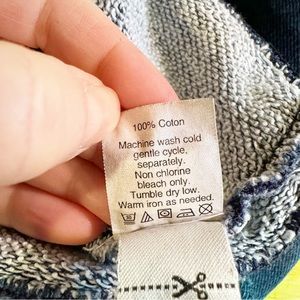 100% Coton
Machine wash cold
gentle cycle,
separately.
Non chlorine
bleach only.
Tumble dry low.
Warm iron as needed.